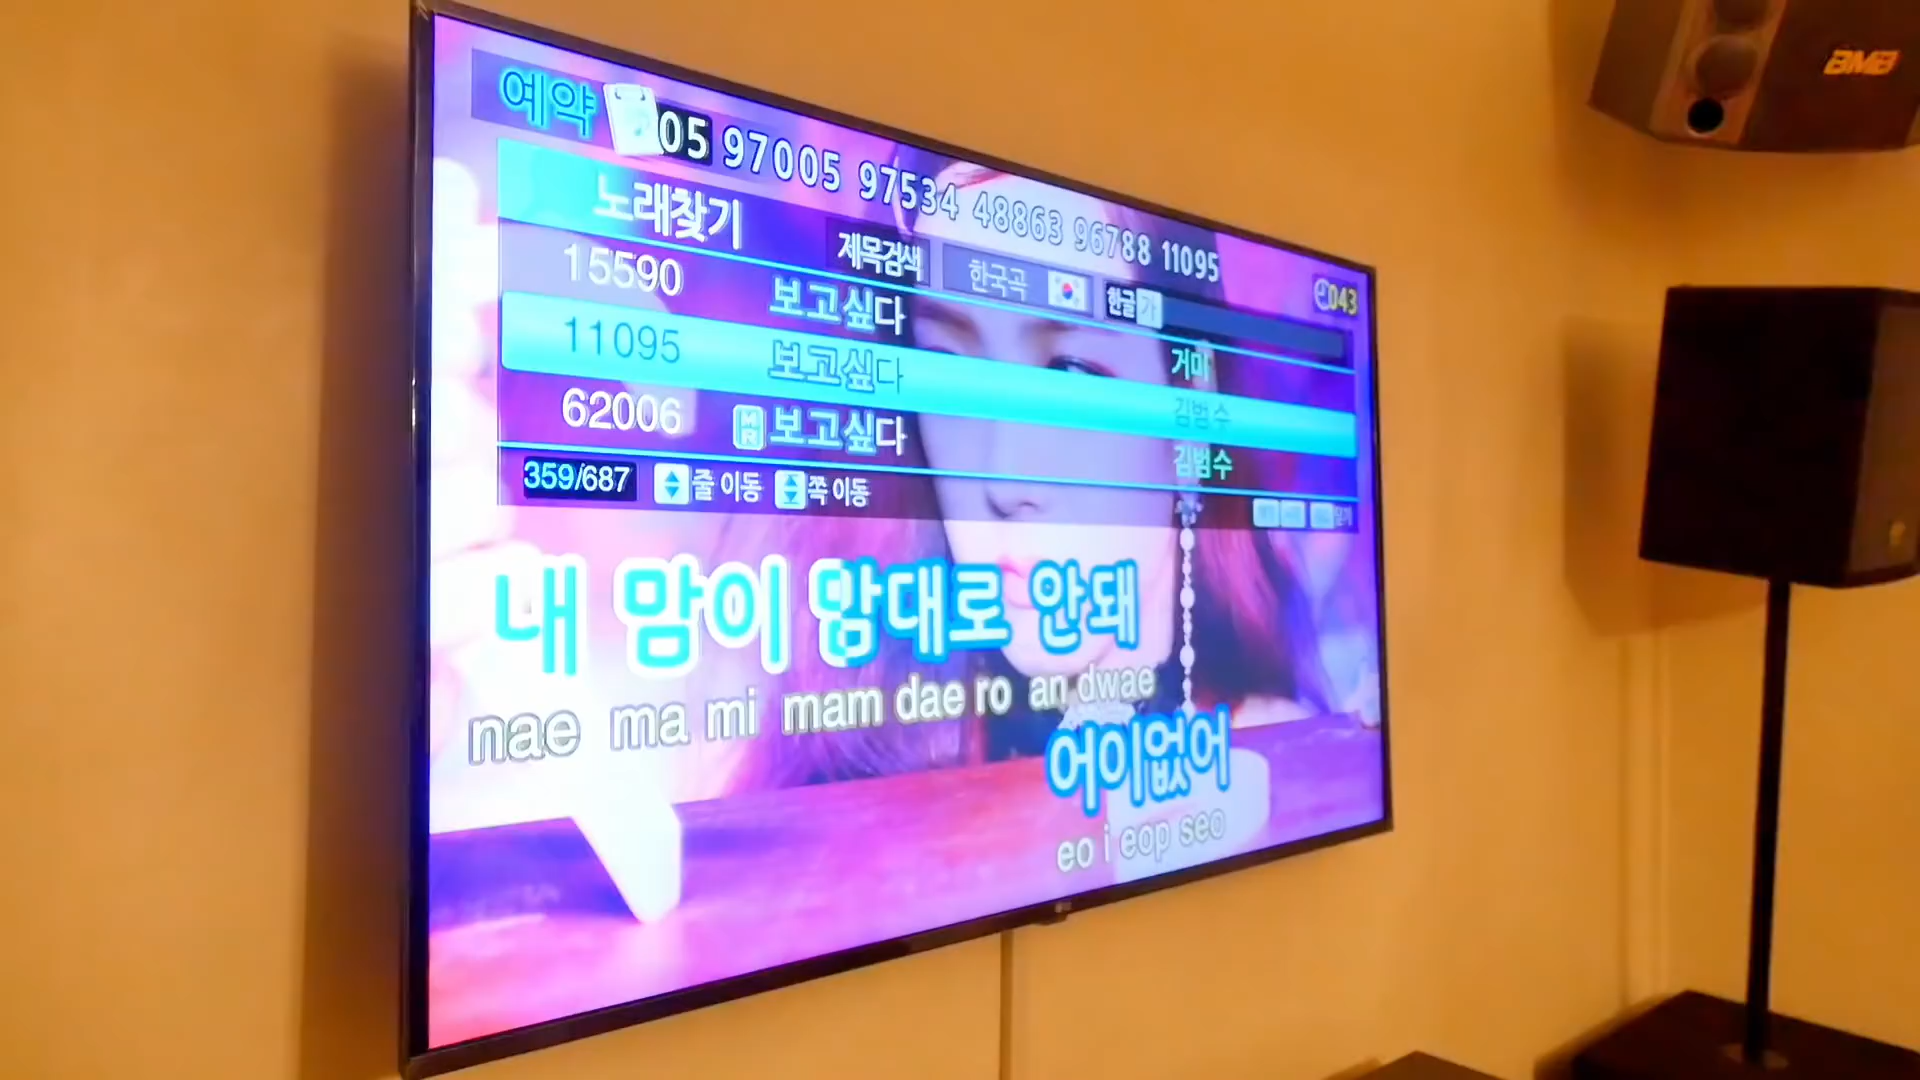 예약 05 97005 97534 48863 96788 11095
043
노래찾기 제목검색 한국곡 한글 가
15590 보고싶다 거미
11095 보고싶다 김범수
62006 MR 보고싶다 김범수
359/687 줄 이동 쪽 이동
내 맘이 맘대로 안돼
nae ma mi mam dae ro an dwae
어이없어
eo i eop seo
BMB